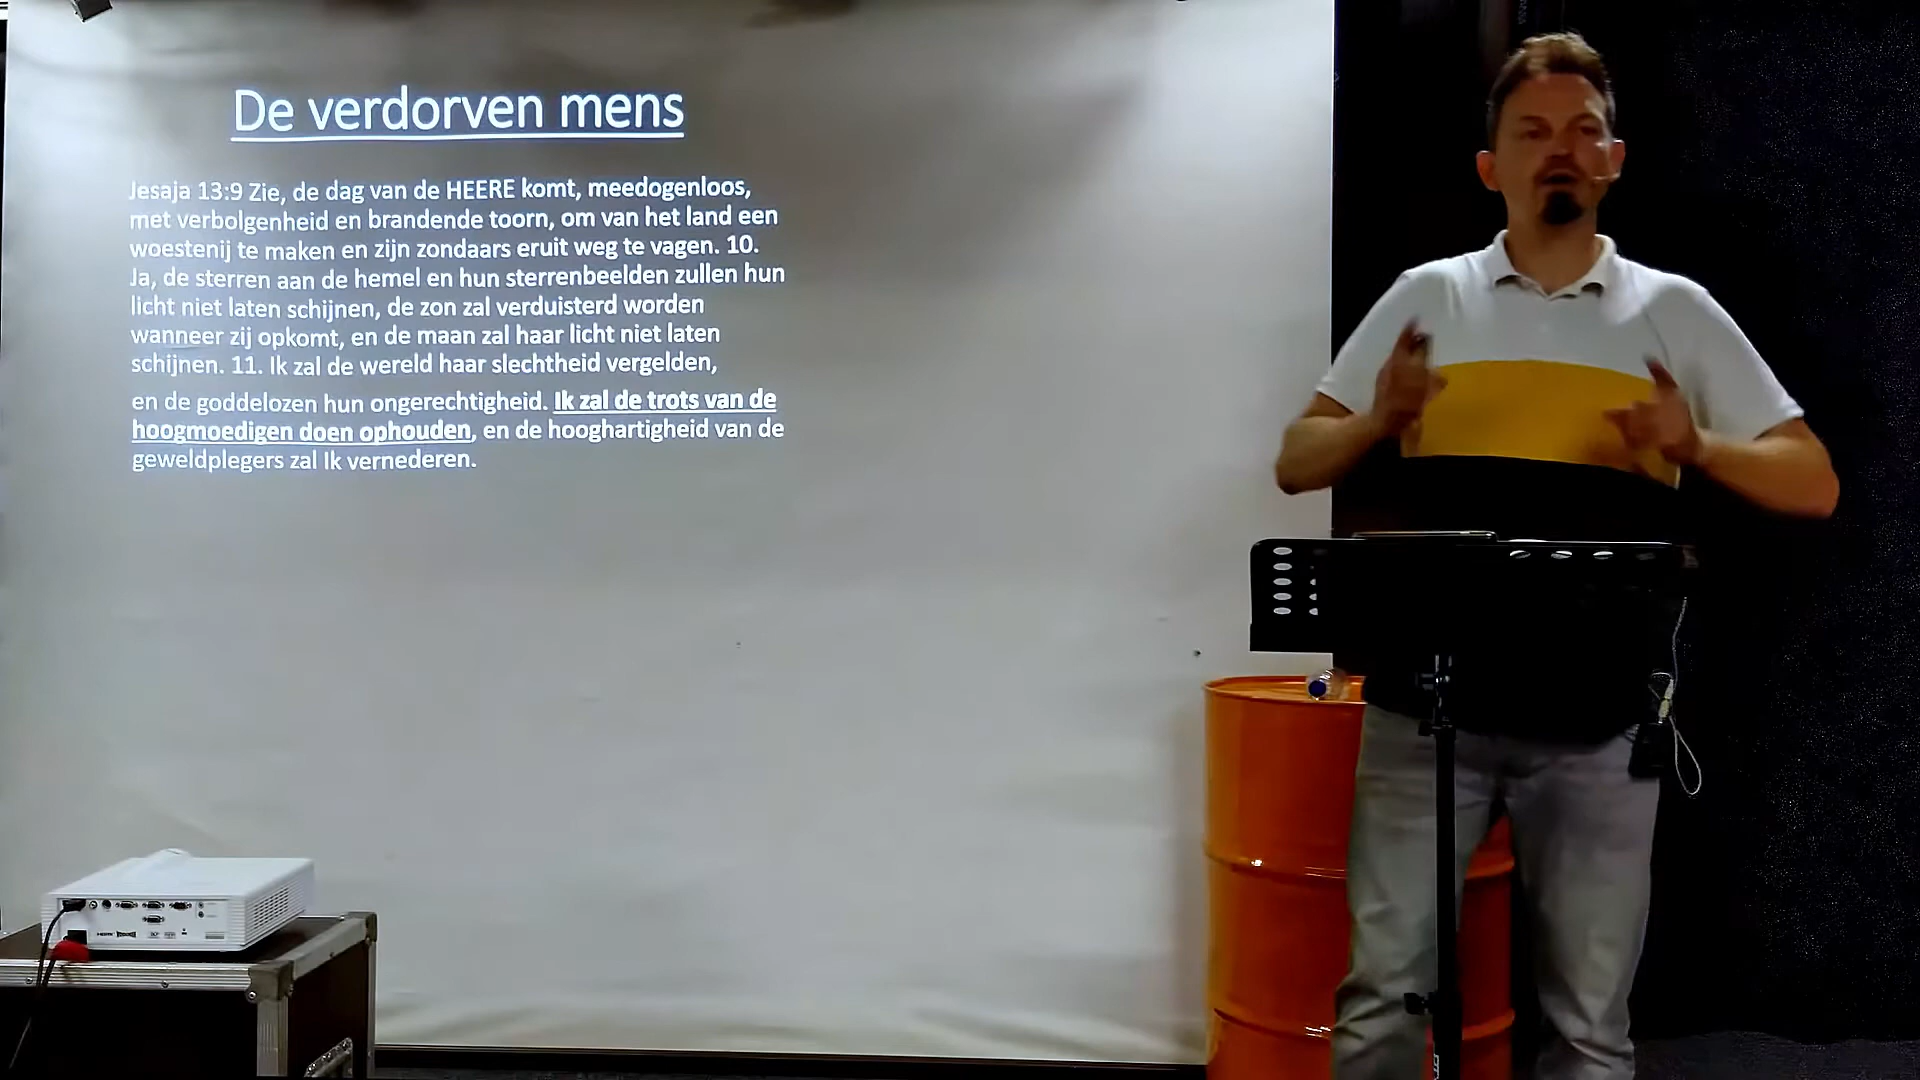 De verdorven mens
Jesaja 13:9 Zie, de dag van de HEERE komt, meedogenloos,
met verbolgenheid en brandende toorn, om van het land een
woestenij te maken en zijn zondaars eruit weg te vagen. 10.
Ja, de sterren aan de hemel en hun sterrenbeelden zullen hun
licht niet laten schijnen, de zon zal verduisterd worden
wanneer zij opkomt, en de maan zal haar licht niet laten
schijnen. 11. Ik zal de wereld haar slechtheid vergelden,
en de goddelozen hun ongerechtigheid. Ik zal de trots van de
hoogmoedigen doen ophouden, en de hooghartigheid van de
geweldplegers zal Ik vernederen.